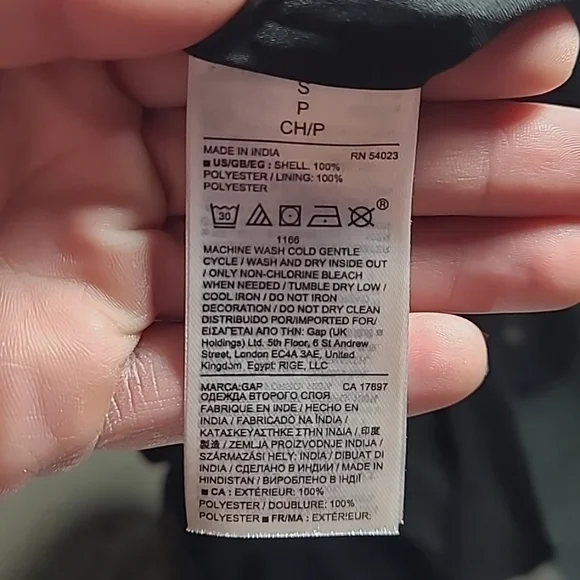 S
P
CH/P
MADE IN INDIA RN 54023
■ US/GB/EG : SHELL: 100%
POLYESTER / LINING: 100%
POLYESTER
30 ®
1166
MACHINE WASH COLD GENTLE
CYCLE / WASH AND DRY INSIDE OUT
/ ONLY NON-CHLORINE BLEACH
WHEN NEEDED / TUMBLE DRY LOW /
COOL IRON / DO NOT IRON
DECORATION / DO NOT DRY CLEAN
DISTRIBUIDO POR/IMPORTED FOR/
ΕΙΣΑΓΕΤΑΙ ΑΠΟ ΤΗΝ: Gap (UK
Holdings) Ltd. 5th Floor, 6 St Andrew
Street, London EC4A 3AE, United
Kingdom Egypt: RIGE, LLC
MARCA:GAP CA 17897
ОДЕЖДА ВТОРОГО СЛОЯ
FABRIQUE EN INDE / HECHO EN
INDIA / FABRICADO NA ÍNDIA /
ΚΑΤΑΣΚΕΥΑΣΤΗΚΕ ΣΤΗΝ ΙΝΔΙΑ / 印度
製造 / ZEMLJA PROIZVODNJE INDIJA /
SZÁRMAZÁSI HELY: INDIA / DIBUAT DI
INDIA / СДЕЛАНО В ИНДИИ / MADE IN
HINDISTAN / ВИРОБЛЕНО В ІНДІЇ
■ CA : EXTÉRIEUR: 100%
POLYESTER / DOUBLURE: 100%
POLYESTER ■ FR/MA : EXTÉRIEUR: